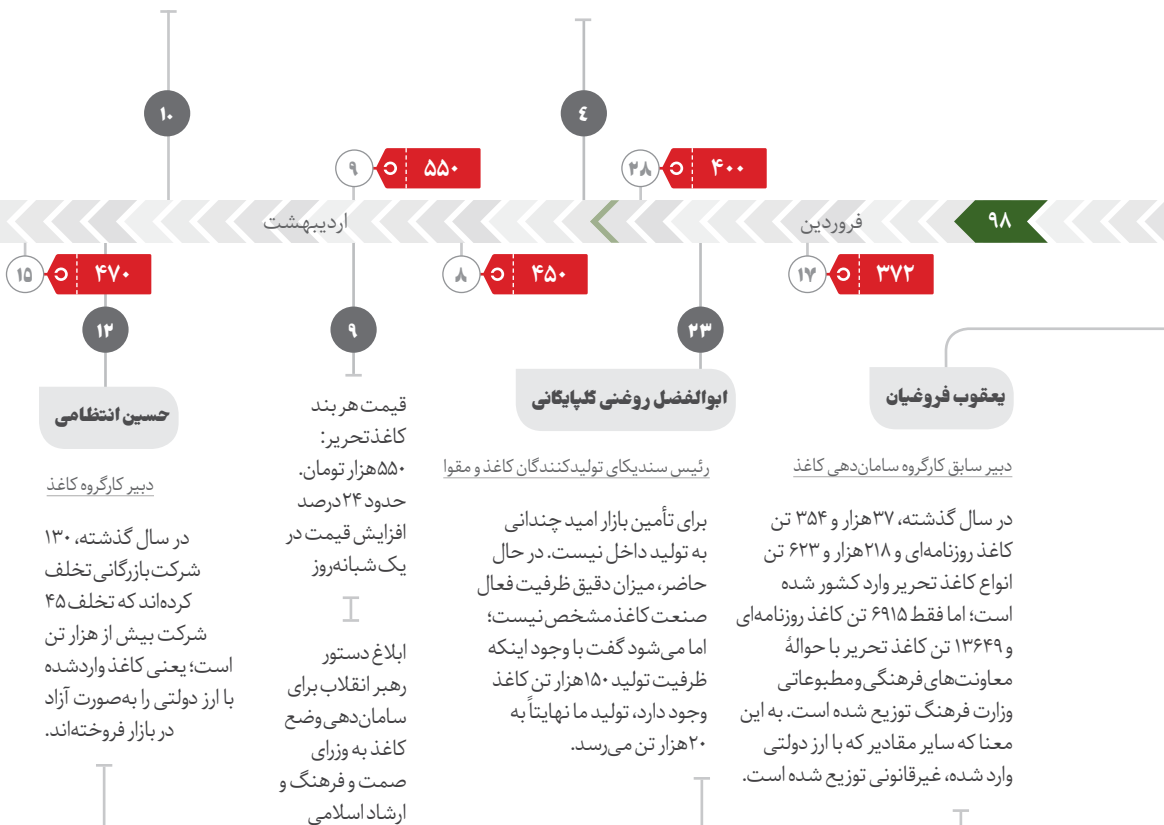 ۱۰
۴
۹
۵۵۰
۲۸
۴۰۰
۹۸
فروردین
اردیبهشت
۱۷
۳۷۲
۸
۴۵۰
۱۵
۴۷۰
۲۳
۹
۱۲
یعقوب فروغیان
دبیر سابق کارگروه سامان‌دهی کاغذ
در سال گذشته، ۳۷هزار و ۳۵۴ تن
کاغذ روزنامه‌ای و ۲۱۸هزار و ۶۲۳ تن
انواع کاغذ تحریر وارد کشور شده
است؛ اما فقط ۶۹۱۵ تن کاغذ روزنامه‌ای
و ۱۳۶۴۹ تن کاغذ تحریر با حوالهٔ
معاونت‌های‌فرهنگی‌ومطبوعاتی
وزارت فرهنگ توزیع شده است. به این
معنا که سایر مقادیر که با ارز دولتی
وارد شده، غیرقانونی توزیع شده است.
ابوالفضل روغنی گلپایگانی
رئیس سندیکای تولیدکنندگان کاغذ و مقوا
برای تأمین بازار امید چندانی
به تولید داخل نیست. در حال
حاضر، میزان دقیق ظرفیت فعال
صنعت کاغذ مشخص نیست؛
اما می‌شود گفت با وجود اینکه
ظرفیت تولید ۱۵۰هزار تن کاغذ
وجود دارد، تولید ما نهایتاً به
۲۰هزار تن می‌رسد.
قیمت هر بند
کاغذتحریر:
۵۵۰هزار تومان.
حدود ۲۴درصد
افزایش قیمت در
یک‌شبانه‌روز
ابلاغ دستور
رهبر انقلاب برای
سامان‌دهی وضع
کاغذ به وزرای
صمت و فرهنگ و
ارشاد اسلامی
حسین انتظامی
دبیر کارگروه کاغذ
در سال گذشته، ۱۳۰
شرکت بازرگانی تخلف
کرده‌اند که تخلف ۴۵
شرکت بیش از هزار تن
است؛ یعنی کاغذ واردشده
با ارز دولتی را به‌صورت آزاد
در بازار فروخته‌اند.